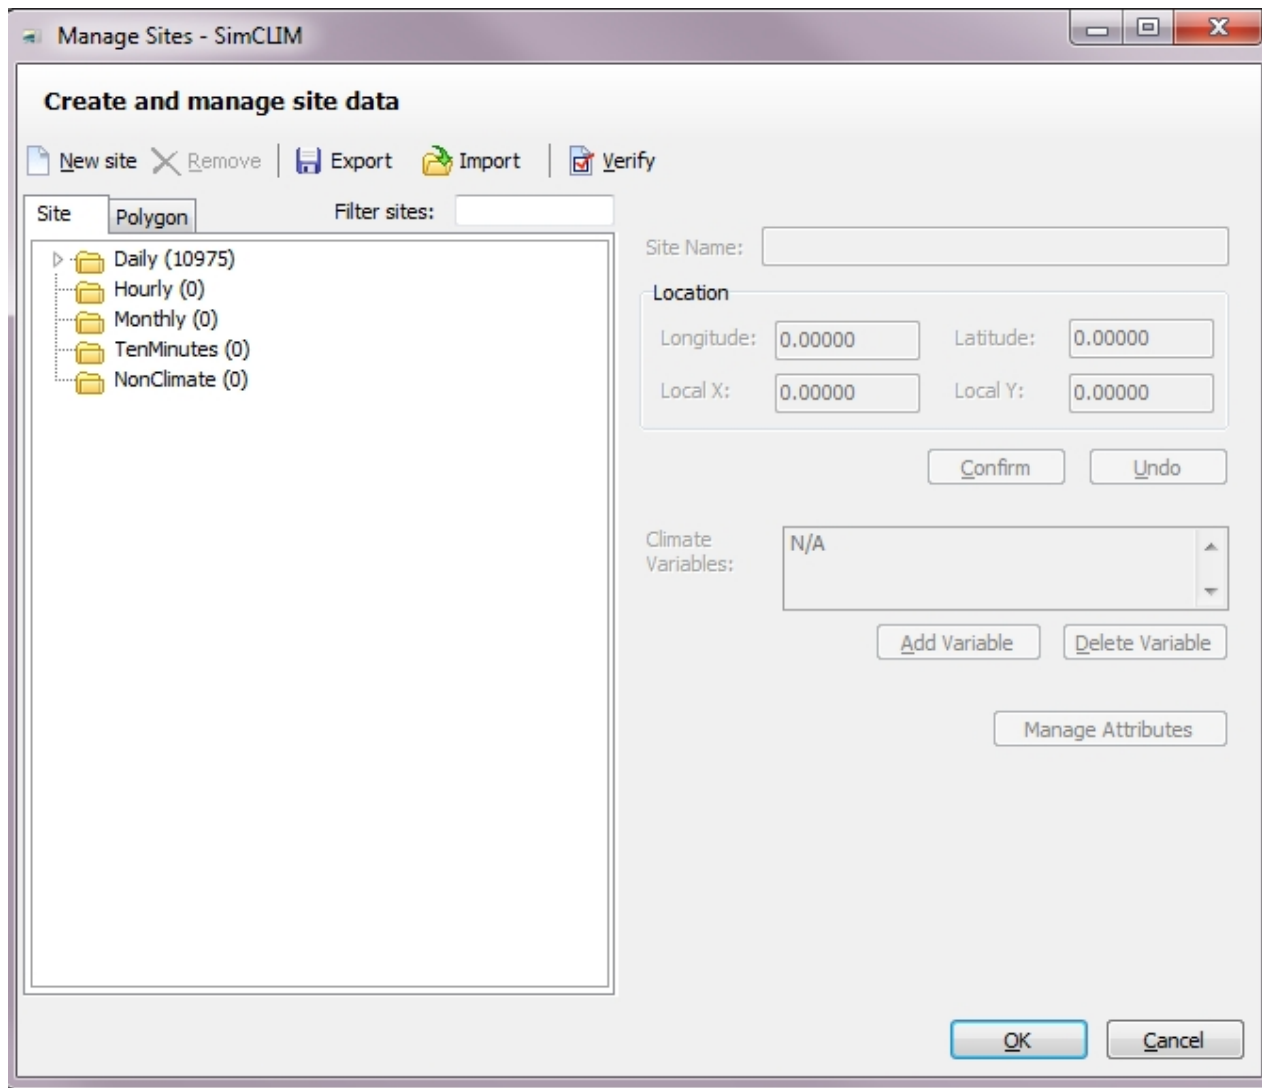 Manage Sites - SimCLIM
Create and manage site data
New site Remove Export Import Verify
Site Polygon Filter sites:
Daily (10975)
Hourly (0)
Monthly (0)
TenMinutes (0)
NonClimate (0)
Site Name:
Location
Longitude: 0.00000 Latitude: 0.00000
Local X: 0.00000 Local Y: 0.00000
Confirm Undo
Climate
Variables:
N/A
Add Variable Delete Variable
Manage Attributes
OK Cancel